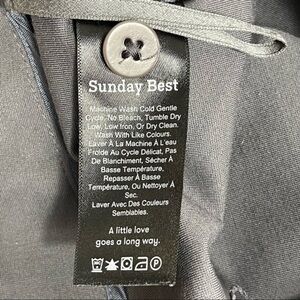 Sunday Best
Machine Wash Cold Gentle
Cycle, No Bleach, Tumble Dry
Low, Low Iron, Or Dry Clean.
Wash With Like Colours.
Laver À La Machine À L'eau
Froide Au Cycle Délicat, Pas
De Blanchiment, Sécher À
Basse Température,
Repasser À Basse
Température, Ou Nettoyer À
Sec.
Laver Avec Des Couleurs
Semblables.
A little love
goes a long way.